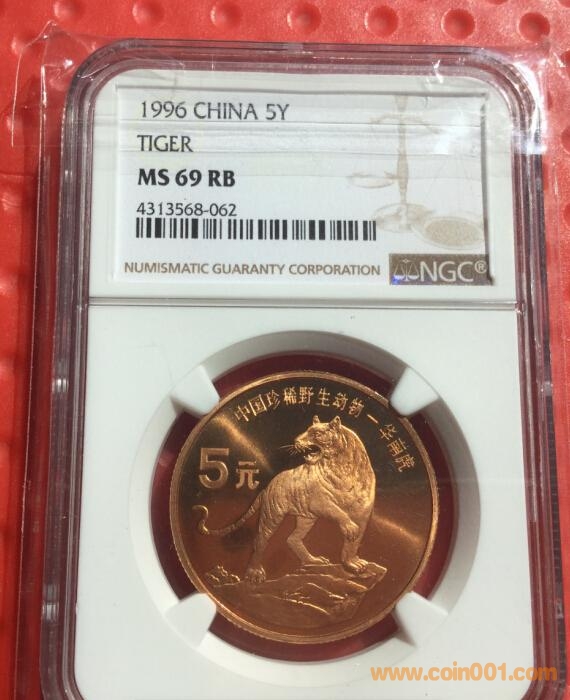 1996 CHINA 5Y
TIGER
MS 69 RB
4313568-062
NUMISMATIC GUARANTY CORPORATION
NGC®
中国珍稀野生动物—华南虎
5元
www.coin001.com